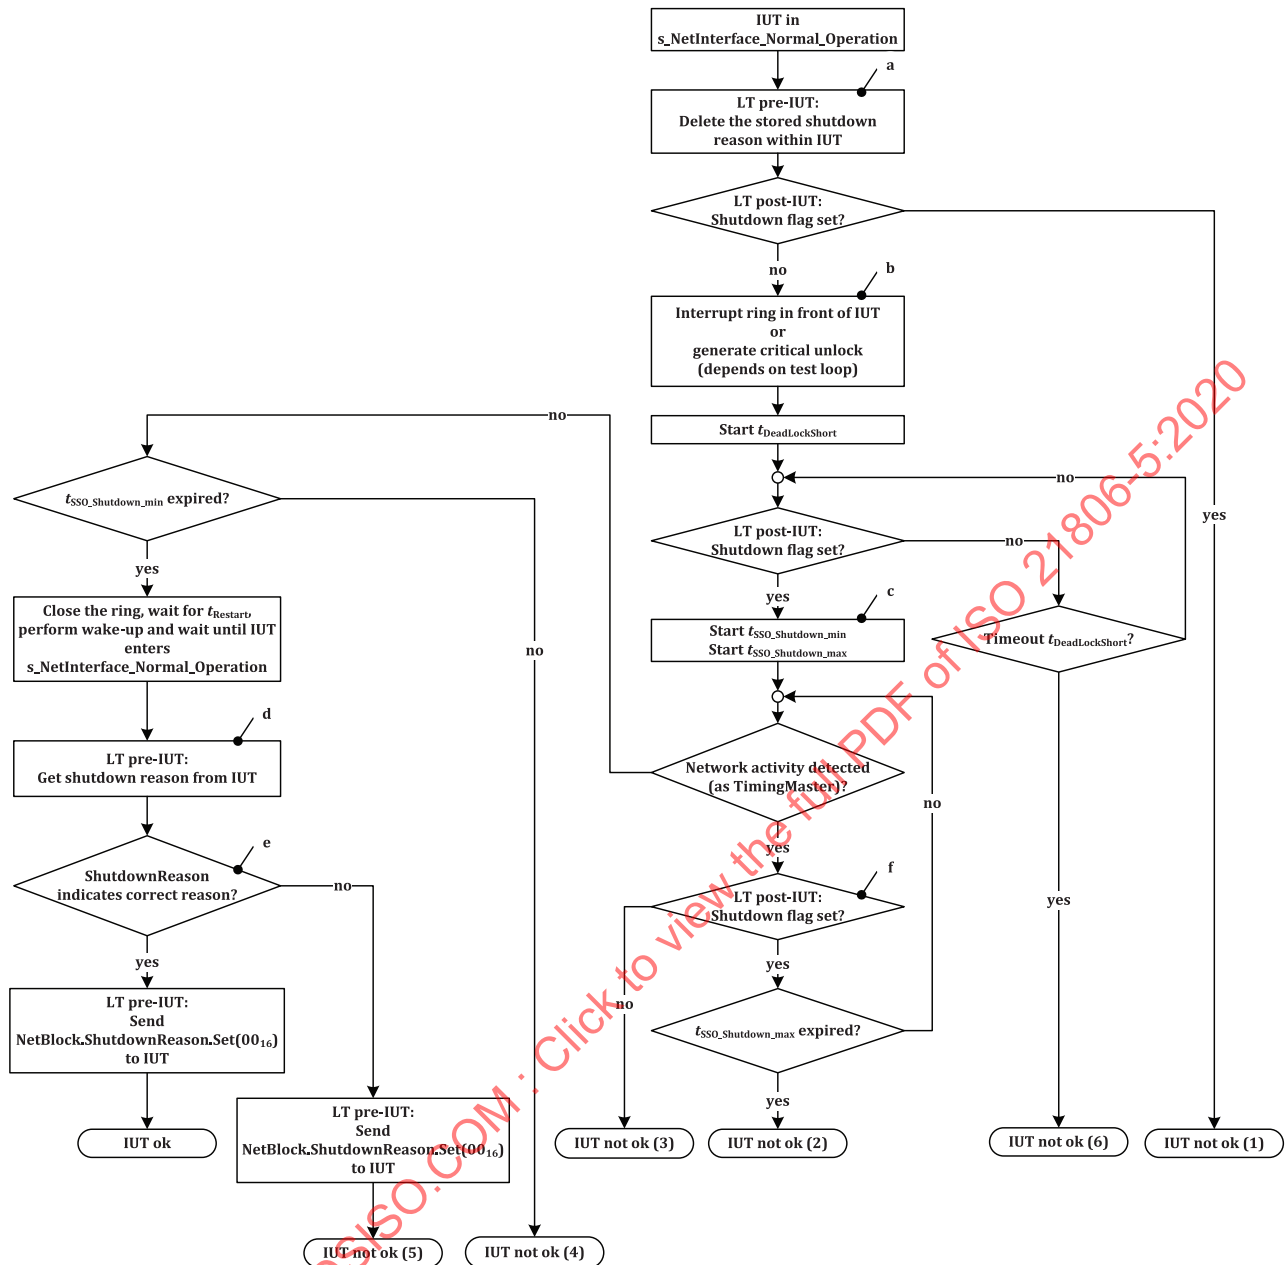 IUT in
s_NetInterface_Normal_Operation
a
LT pre-IUT:
Delete the stored shutdown
reason within IUT
LT post-IUT:
Shutdown flag set?
no
yes
b
Interrupt ring in front of IUT
or
generate critical unlock
(depends on test loop)
Start tDeadLockShort
no
LT post-IUT:
Shutdown flag set?
no
yes
Timeout tDeadLockShort?
yes
c
Start tSSO_Shutdown_min
Start tSSO_Shutdown_max
Network activity detected
(as TimingMaster)?
no
yes
no
f
LT post-IUT:
Shutdown flag set?
no
yes
tSSO_Shutdown_max expired?
yes
tSSO_Shutdown_min expired?
no
yes
Close the ring, wait for tRestart,
perform wake-up and wait until IUT
enters
s_NetInterface_Normal_Operation
d
LT pre-IUT:
Get shutdown reason from IUT
e
ShutdownReason
indicates correct reason?
no
yes
LT pre-IUT:
Send
NetBlock.ShutdownReason.Set(00₁₆)
to IUT
LT pre-IUT:
Send
NetBlock.ShutdownReason.Set(00₁₆)
to IUT
IUT ok
IUT not ok (3)
IUT not ok (2)
IUT not ok (6)
IUT not ok (1)
IUT not ok (5)
IUT not ok (4)
OSISO.COM : Click to view the full PDF of ISO 21806-5:2020